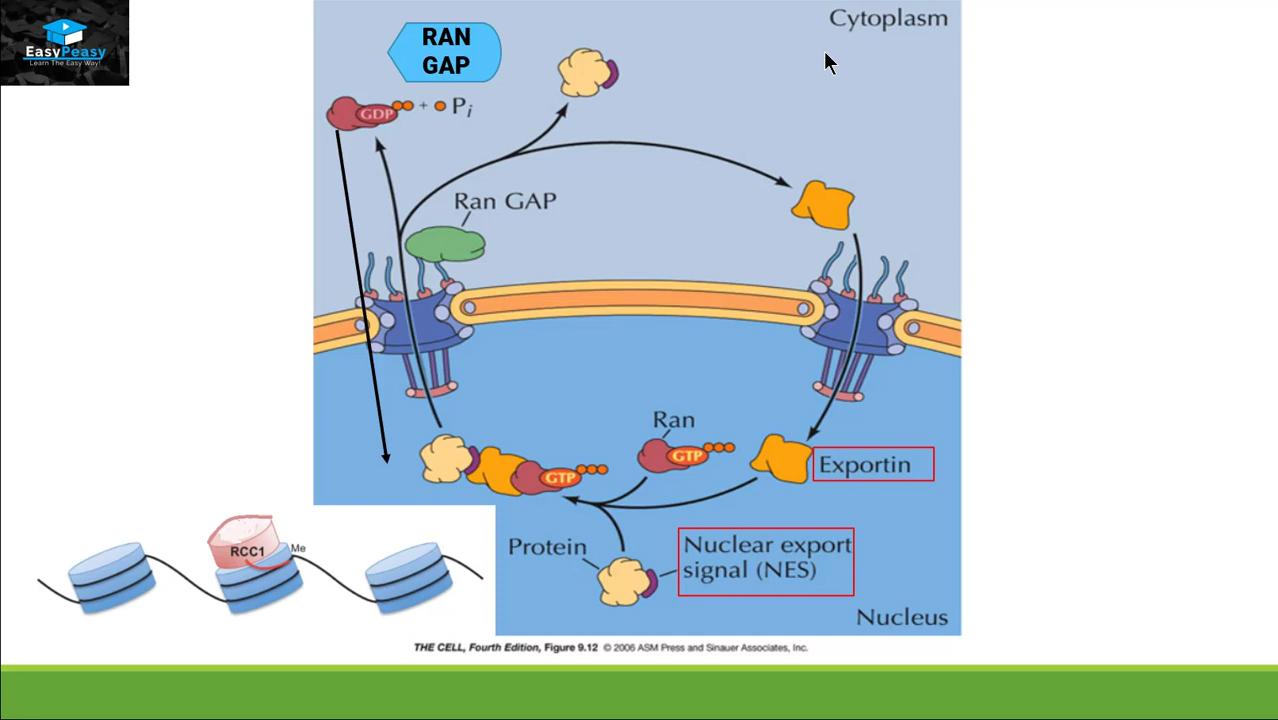 EasyPeasy
Learn The Easy Way!
RAN
GAP
Cytoplasm
GDP
+
Pi
Ran GAP
Ran
GTP
GTP
Exportin
RCC1
Me
Protein
Nuclear export
signal (NES)
Nucleus
THE CELL, Fourth Edition, Figure 9.12 © 2006 ASM Press and Sinauer Associates, Inc.